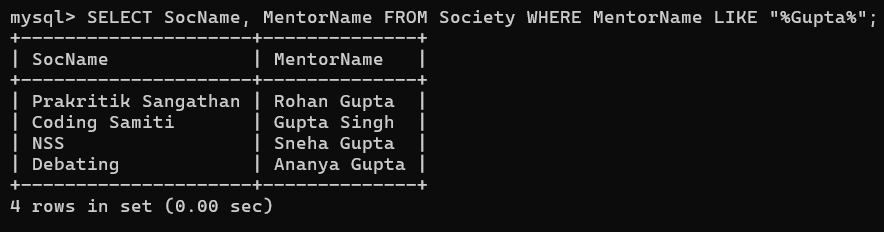 mysql> SELECT SocName, MentorName FROM Society WHERE MentorName LIKE "%Gupta%";
+---------------------+--------------+
| SocName             | MentorName   |
+---------------------+--------------+
| Prakritik Sangathan | Rohan Gupta  |
| Coding Samiti       | Gupta Singh  |
| NSS                 | Sneha Gupta  |
| Debating            | Ananya Gupta |
+---------------------+--------------+
4 rows in set (0.00 sec)